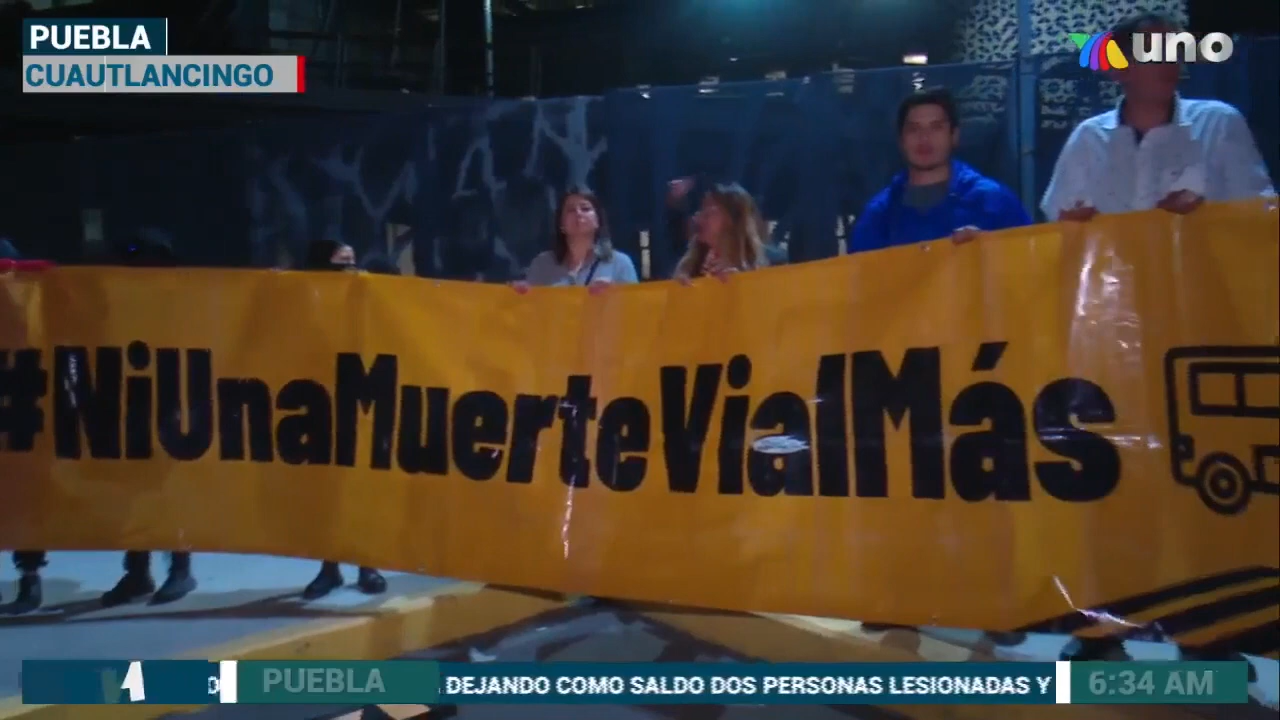 PUEBLA
CUAUTLANCINGO
uno
#NiUnaMuerteVialMás
PUEBLA
DEJANDO COMO SALDO DOS PERSONAS LESIONADAS Y
6:34 AM